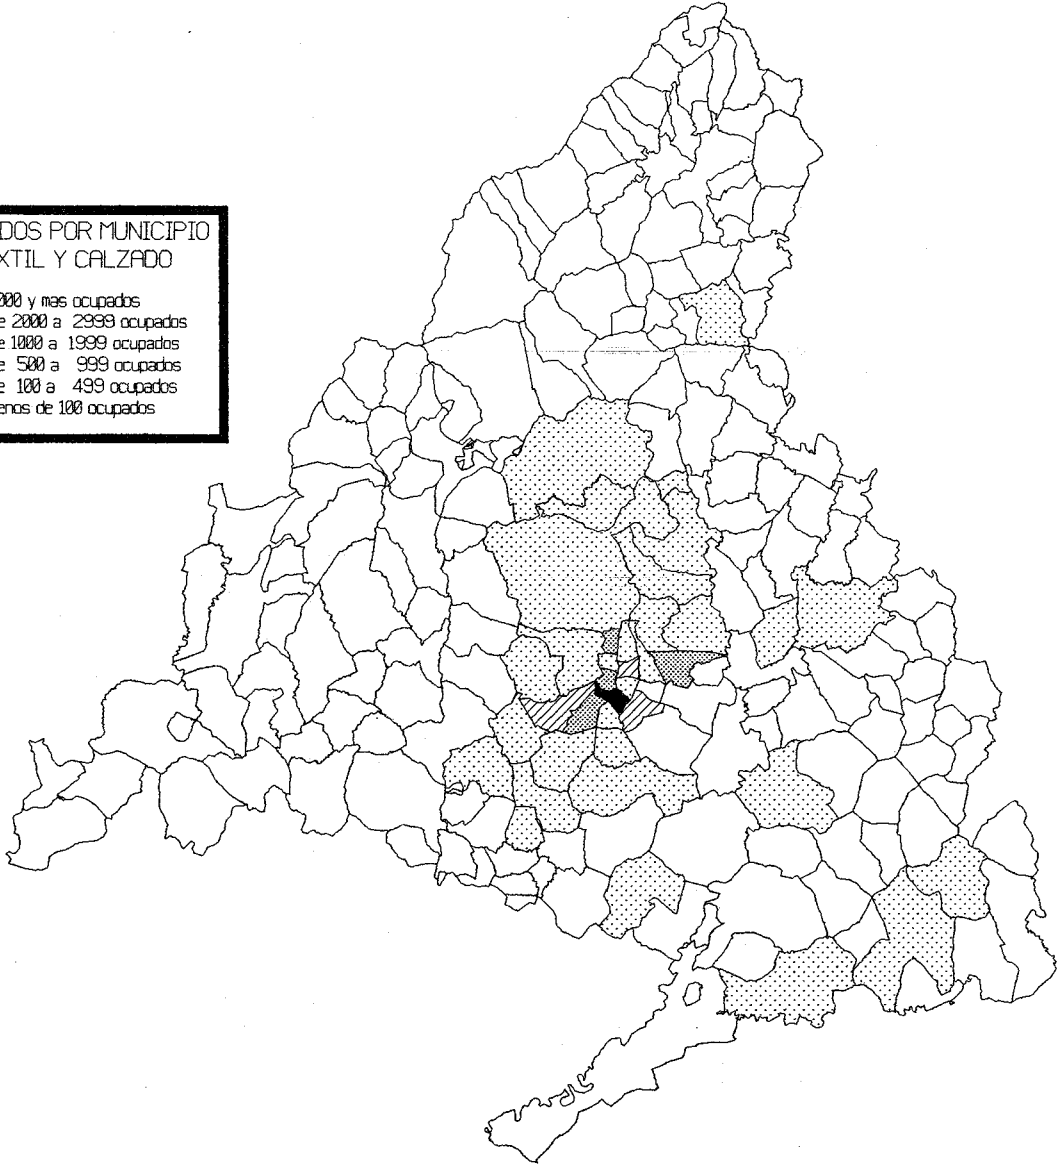 DOS POR MUNICIPIO
XTIL Y CALZADO
000 y mas ocupados
e 2000 a 2999 ocupados
e 1000 a 1999 ocupados
e 500 a 999 ocupados
e 100 a 499 ocupados
enos de 100 ocupados